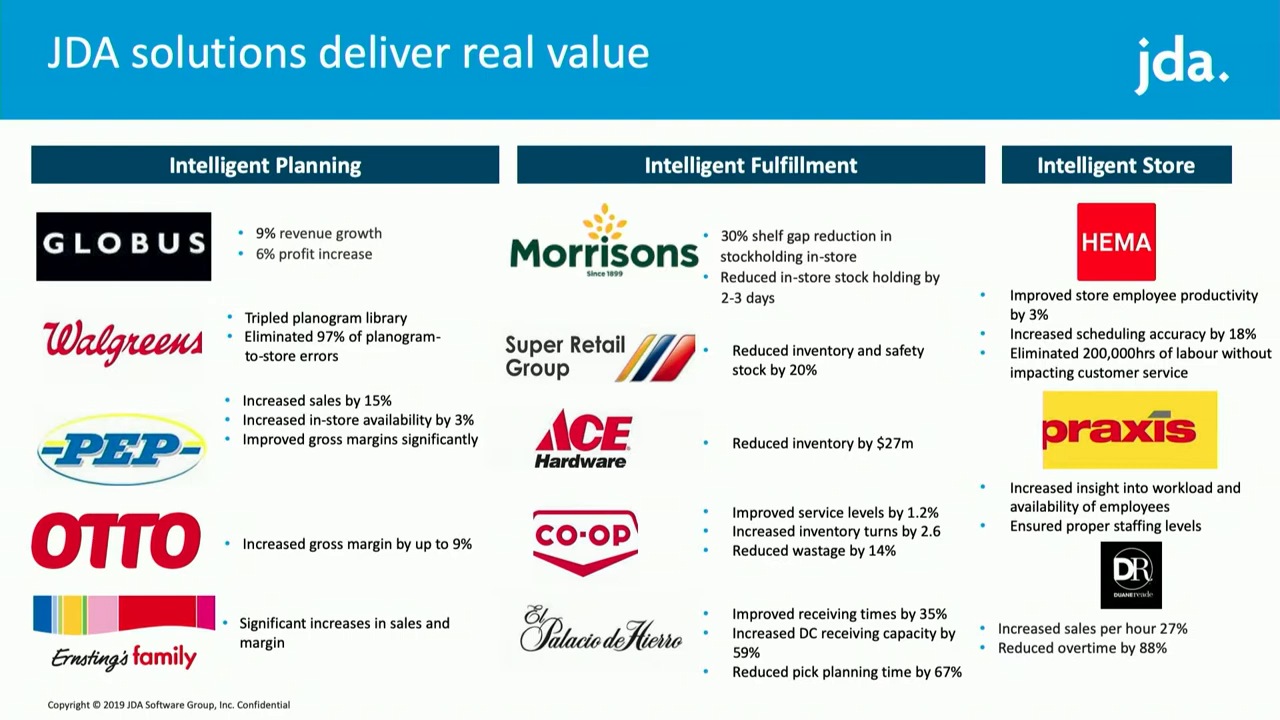 JDA solutions deliver real value
jda.
Intelligent Planning
GLOBUS
• 9% revenue growth
• 6% profit increase
Walgreens
• Tripled planogram library
• Eliminated 97% of planogram-
to-store errors
PEP
• Increased sales by 15%
• Increased in-store availability by 3%
• Improved gross margins significantly
OTTO
• Increased gross margin by up to 9%
Ernsting's family
• Significant increases in sales and
margin
Intelligent Fulfillment
Morrisons
Since 1899
• 30% shelf gap reduction in
stockholding in-store
• Reduced in-store stock holding by
2-3 days
Super Retail
Group
• Reduced inventory and safety
stock by 20%
ACE
Hardware
• Reduced inventory by $27m
CO-OP
• Improved service levels by 1.2%
• Increased inventory turns by 2.6
• Reduced wastage by 14%
El
Palacio de Hierro
• Improved receiving times by 35%
• Increased DC receiving capacity by
59%
• Reduced pick planning time by 67%
Intelligent Store
HEMA
• Improved store employee productivity
by 3%
• Increased scheduling accuracy by 18%
• Eliminated 200,000hrs of labour without
impacting customer service
praxis
• Increased insight into workload and
availability of employees
• Ensured proper staffing levels
DR
DUANEreade
• Increased sales per hour 27%
• Reduced overtime by 88%
Copyright © 2019 JDA Software Group, Inc. Confidential